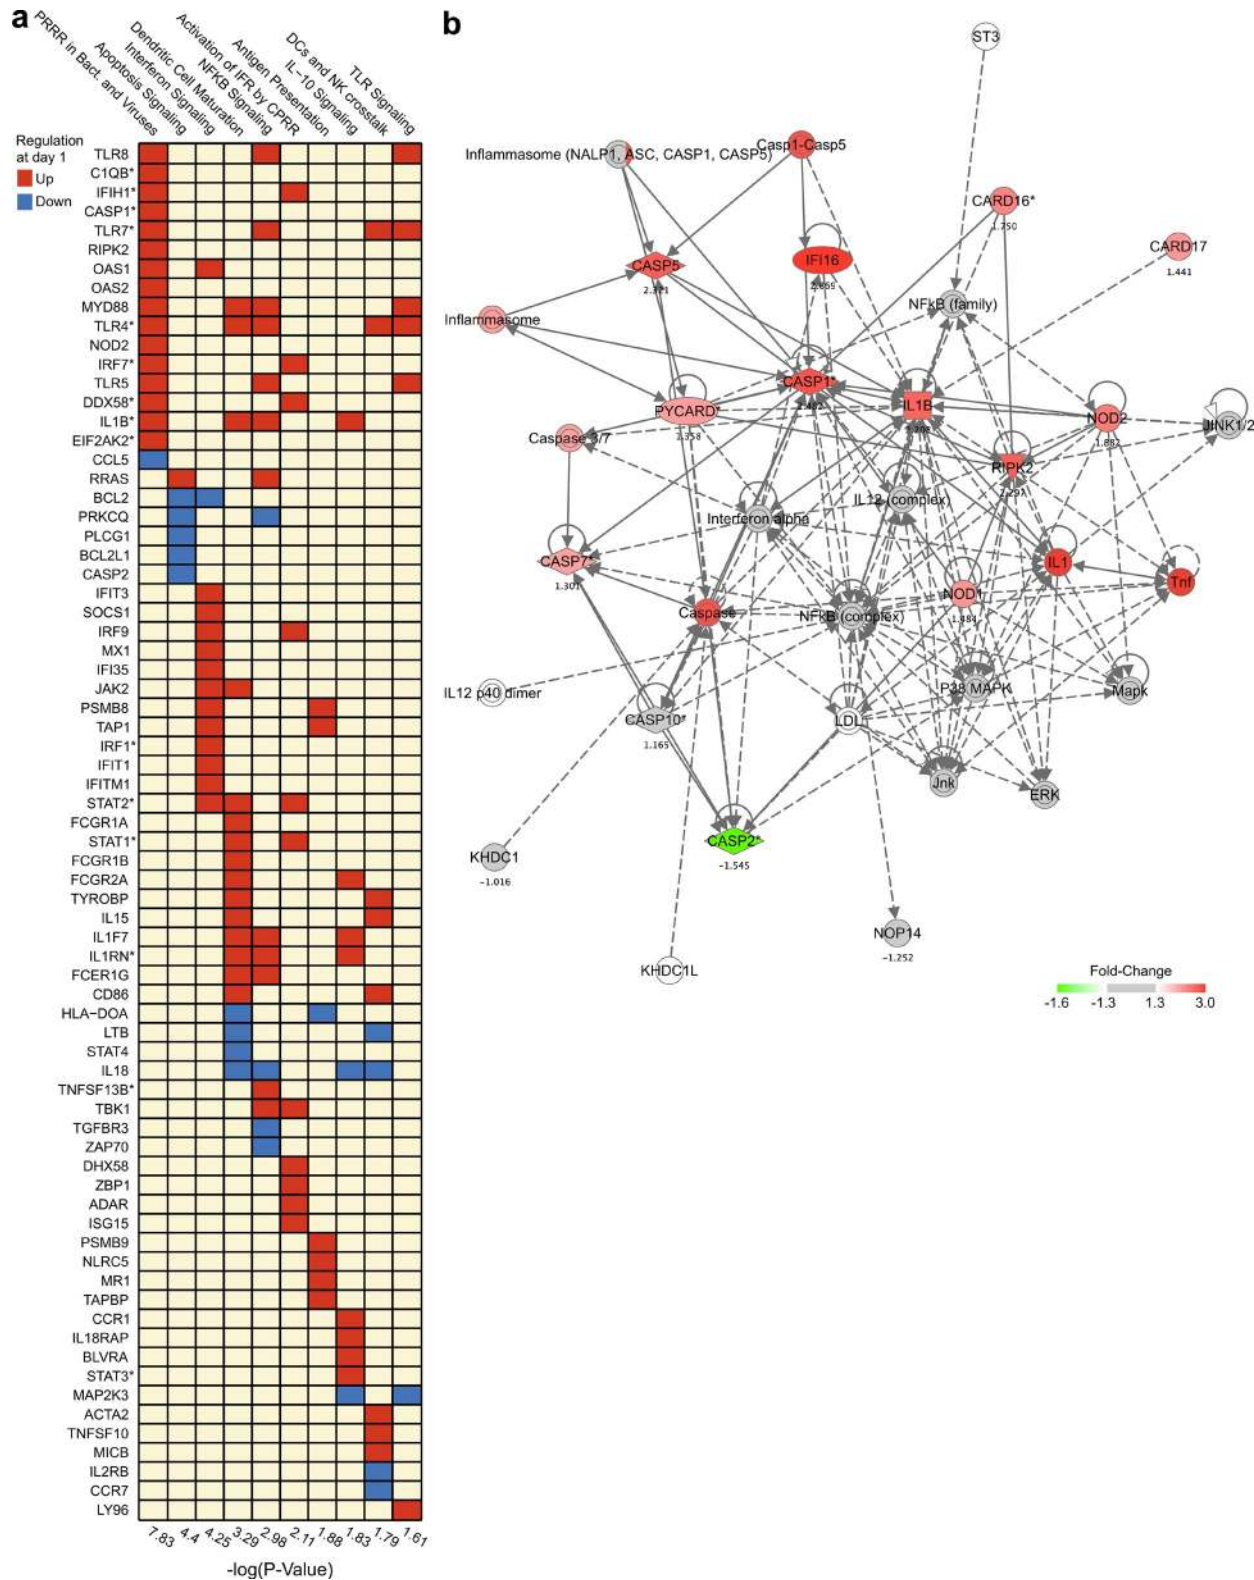 a
PRRR in Bact. and Viruses
Apoptosis Signaling
Interferon Signaling
Dendritic Cell Maturation
NFKB Signaling
Activation of IFR by CPRR
Antigen Presentation
IL-10 Signaling
DCs and NK crosstalk
TLR Signaling
Regulation
at day 1
Up
Down
TLR8
C1QB*
IFIH1*
CASP1*
TLR7*
RIPK2
OAS1
OAS2
MYD88
TLR4*
NOD2
IRF7*
TLR5
DDX58*
IL1B*
EIF2AK2*
CCL5
RRAS
BCL2
PRKCQ
PLCG1
BCL2L1
CASP2
IFIT3
SOCS1
IRF9
MX1
IFI35
JAK2
PSMB8
TAP1
IRF1*
IFIT1
IFITM1
STAT2*
FCGR1A
STAT1*
FCGR1B
FCGR2A
TYROBP
IL15
IL1F7
IL1RN*
FCER1G
CD86
HLA−DOA
LTB
STAT4
IL18
TNFSF13B*
TBK1
TGFBR3
ZAP70
DHX58
ZBP1
ADAR
ISG15
PSMB9
NLRC5
MR1
TAPBP
CCR1
IL18RAP
BLVRA
STAT3*
MAP2K3
ACTA2
TNFSF10
MICB
IL2RB
CCR7
LY96
7.83 4.4 4.25 3.29 2.98 2.11 1.88 1.83 1.79 1.61
-log(P-Value)
b
ST3
Inflammasome (NALP1, ASC, CASP1, CASP5)
Casp1-Casp5
CARD16*
1.750
CARD17
1.441
CASP5
2.321
IFI16
NFkB (family)
Inflammasome
CASP1*
PYCARD*
1.358
IL1B
NOD2
1.887
JINK1/2
Caspase 3/7
RIPK2
2.297
IL12 (complex)
Interferon alpha
CASP7*
1.301
IL1
Tnf
NOD1
1.484
Caspase
NFkB (complex)
IL12 p40 dimer
P38 MAPK
Mapk
CASP10*
1.165
LDL
Jnk
ERK
CASP2*
-1.545
KHDC1
-1.016
NOP14
-1.252
KHDC1L
Fold-Change
-1.6 -1.3 1.3 3.0